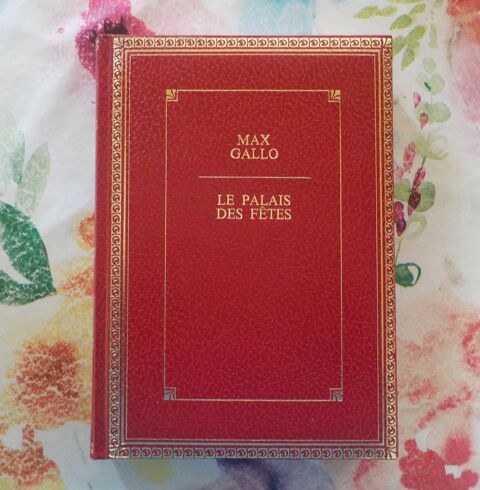 MAX
GALLO
LE PALAIS
DES FÊTES